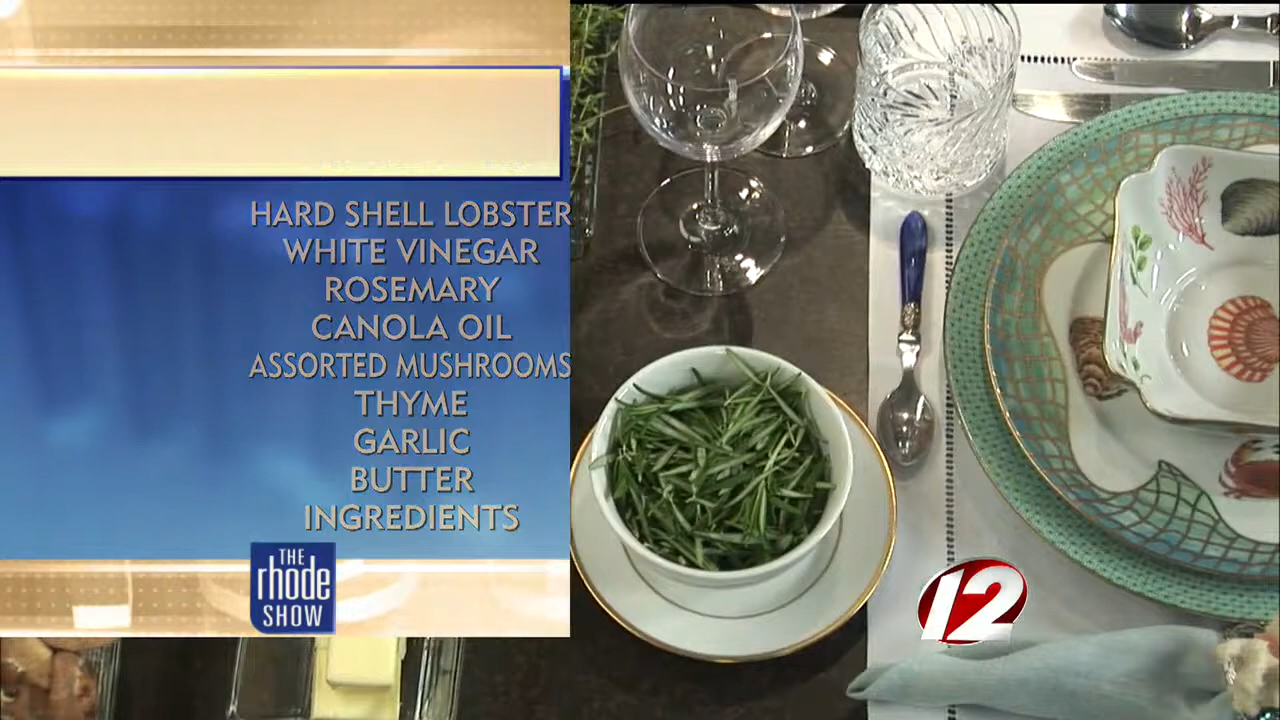 HARD SHELL LOBSTER
WHITE VINEGAR
ROSEMARY
CANOLA OIL
ASSORTED MUSHROOMS
THYME
GARLIC
BUTTER
INGREDIENTS
THE
rhode
SHOW
12